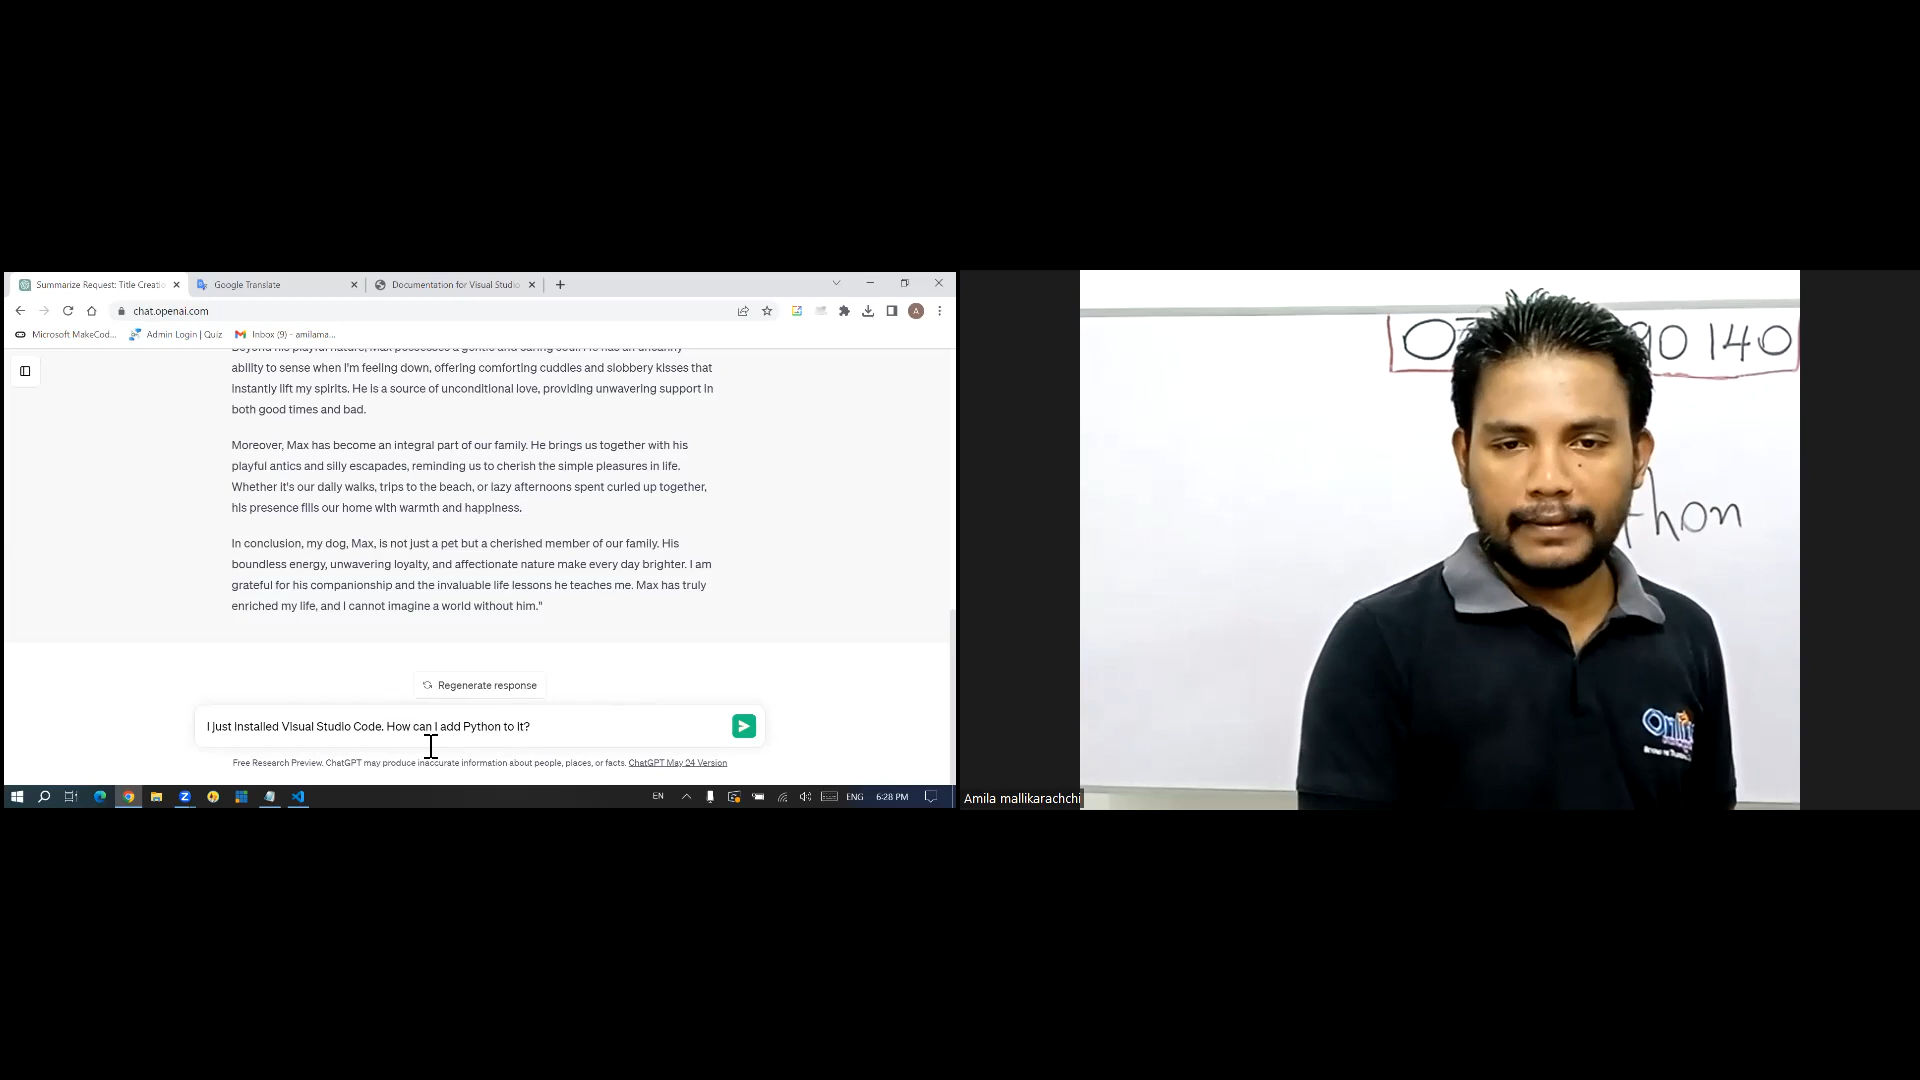 Summarize Request: Title Creatio
Google Translate
Documentation for Visual Studio
chat.openai.com
A
Microsoft MakeCod...
Admin Login | Quiz
Inbox (9) - amilama...
ability to sense when I'm feeling down, offering comforting cuddles and slobbery kisses that
instantly lift my spirits. He is a source of unconditional love, providing unwavering support in
both good times and bad.
Moreover, Max has become an integral part of our family. He brings us together with his
playful antics and silly escapades, reminding us to cherish the simple pleasures in life.
Whether it's our daily walks, trips to the beach, or lazy afternoons spent curled up together,
his presence fills our home with warmth and happiness.
In conclusion, my dog, Max, is not just a pet but a cherished member of our family. His
boundless energy, unwavering loyalty, and affectionate nature make every day brighter. I am
grateful for his companionship and the invaluable life lessons he teaches me. Max has truly
enriched my life, and I cannot imagine a world without him."
Regenerate response
I just installed Visual Studio Code. How can I add Python to it?
Free Research Preview. ChatGPT may produce inaccurate information about people, places, or facts. ChatGPT May 24 Version
EN
ENG
6:28 PM
90 140
thon
Amila mallikarachchi